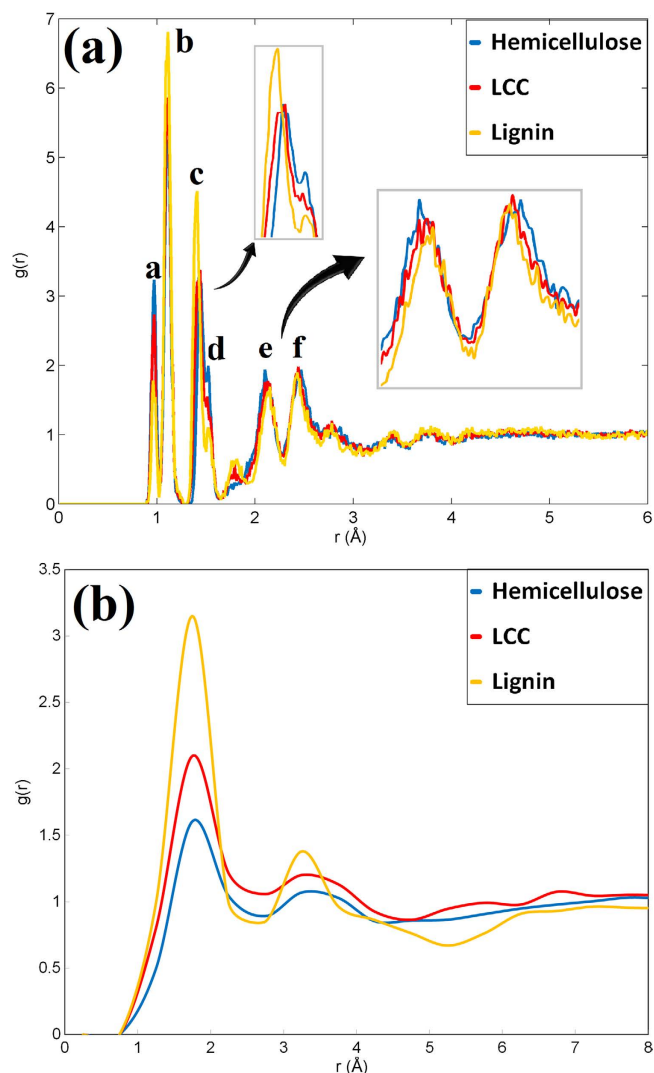 (a)
7
6
5
4
3
2
1
0
g(r)
a
b
c
d
e
f
Hemicellulose
LCC
Lignin
0 1 2 3 4 5 6
r (Å)
(b)
3.5
3
2.5
2
1.5
1
0.5
0
g(r)
Hemicellulose
LCC
Lignin
0 1 2 3 4 5 6 7 8
r (Å)